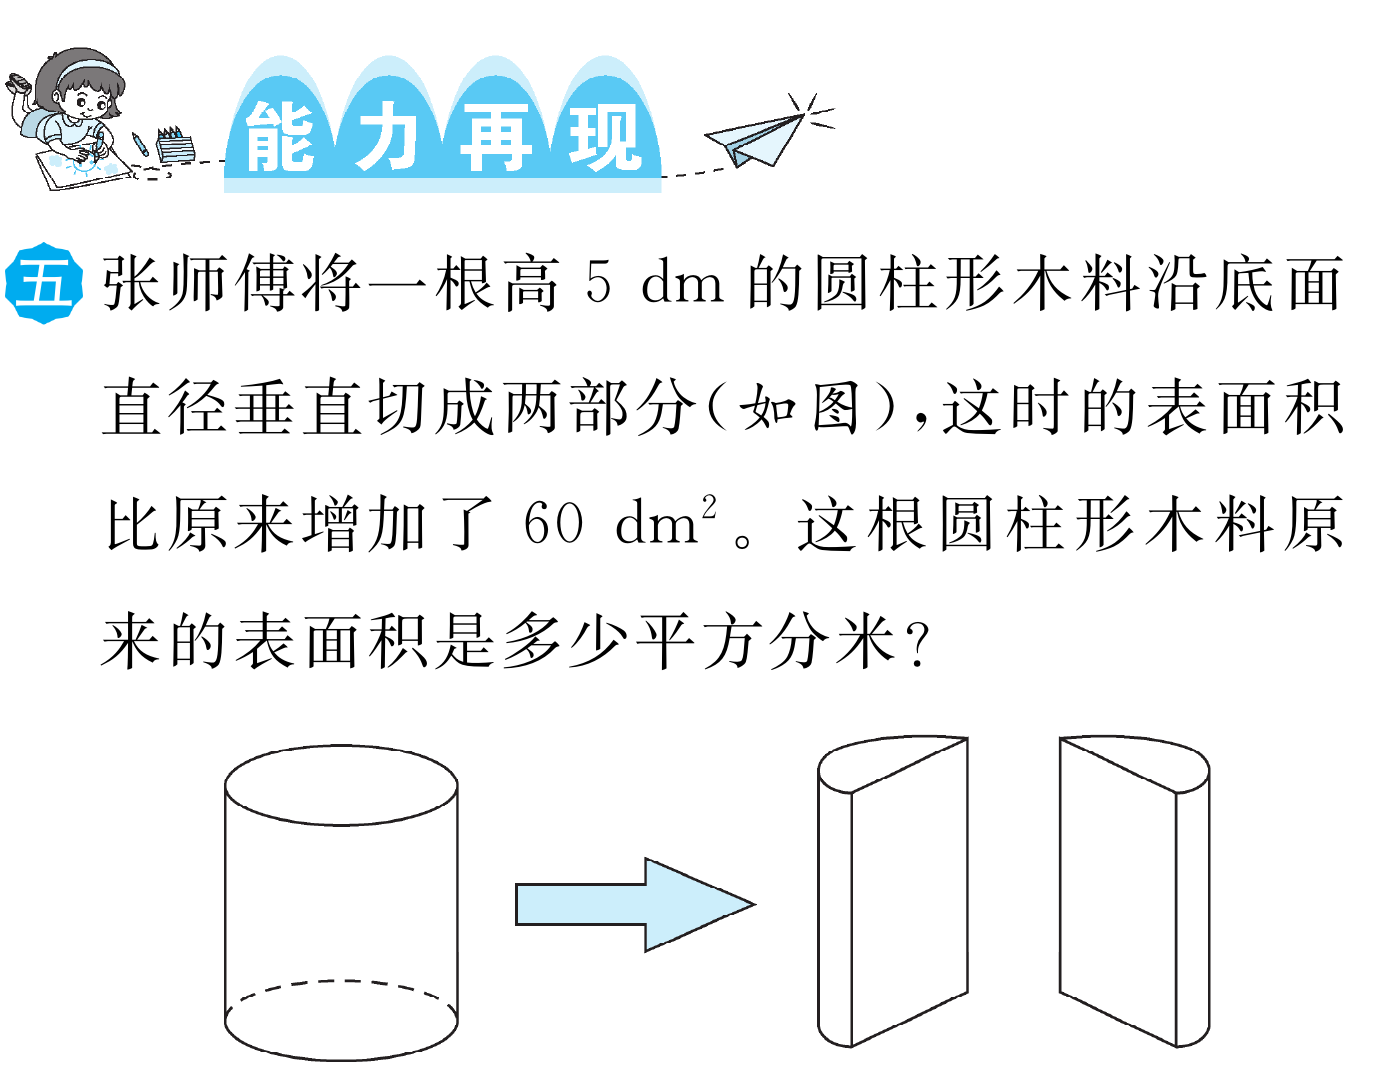 能力再现
五 张师傅将一根高 5 dm 的圆柱形木料沿底面
直径垂直切成两部分(如图),这时的表面积
比原来增加了 60 dm²。这根圆柱形木料原
来的表面积是多少平方分米?